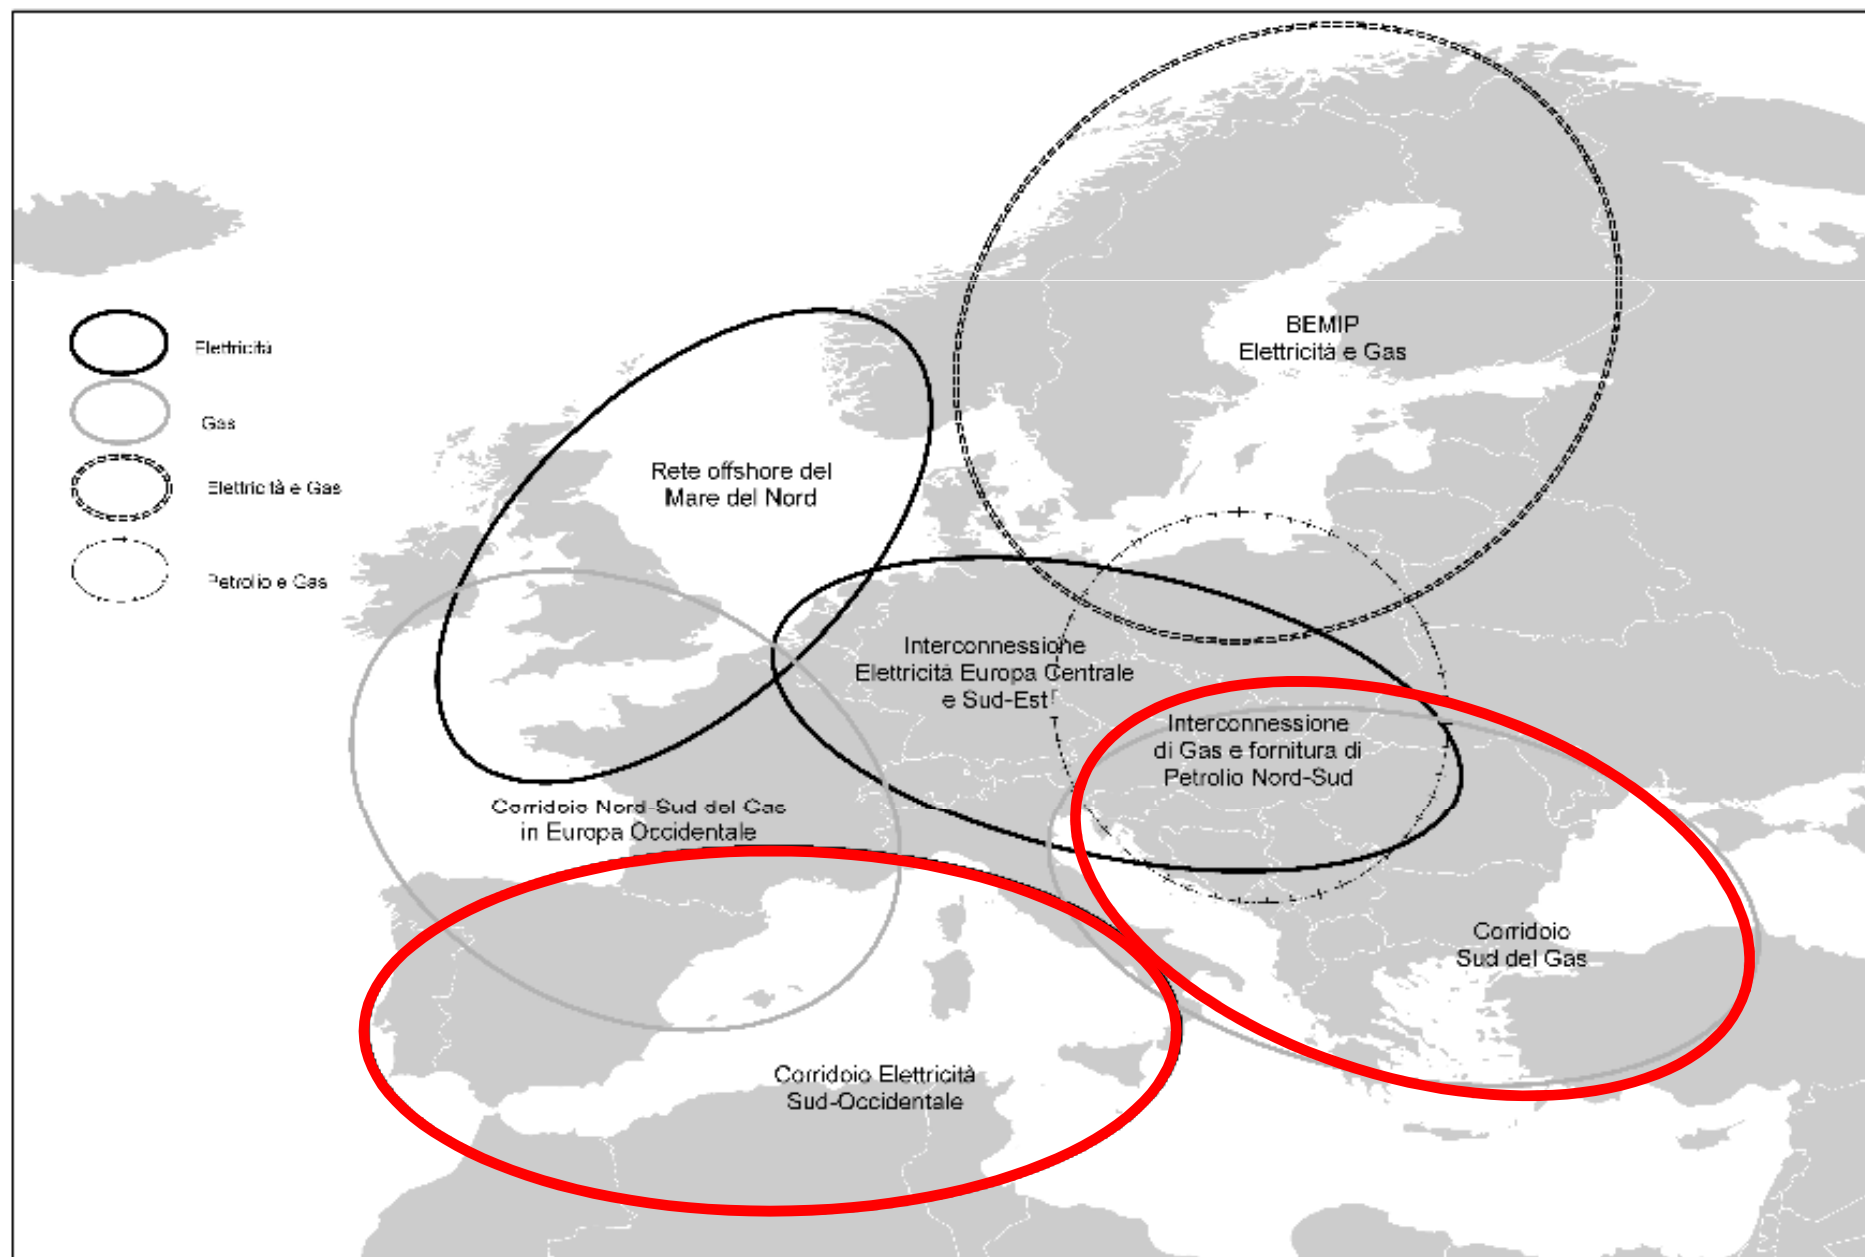 Elettricità
Gas
Elettricità e Gas
Petrolio e Gas
BEMIP
Elettricità e Gas
Rete offshore del
Mare del Nord
Interconnessione
Elettricità Europa Centrale
e Sud-Est
Interconnessione
di Gas e fornitura di
Petrolio Nord-Sud
Corridoio Nord-Sud del Gas
in Europa Occidentale
Corridoio
Sud del Gas
Corridoio Elettricità
Sud-Occidentale